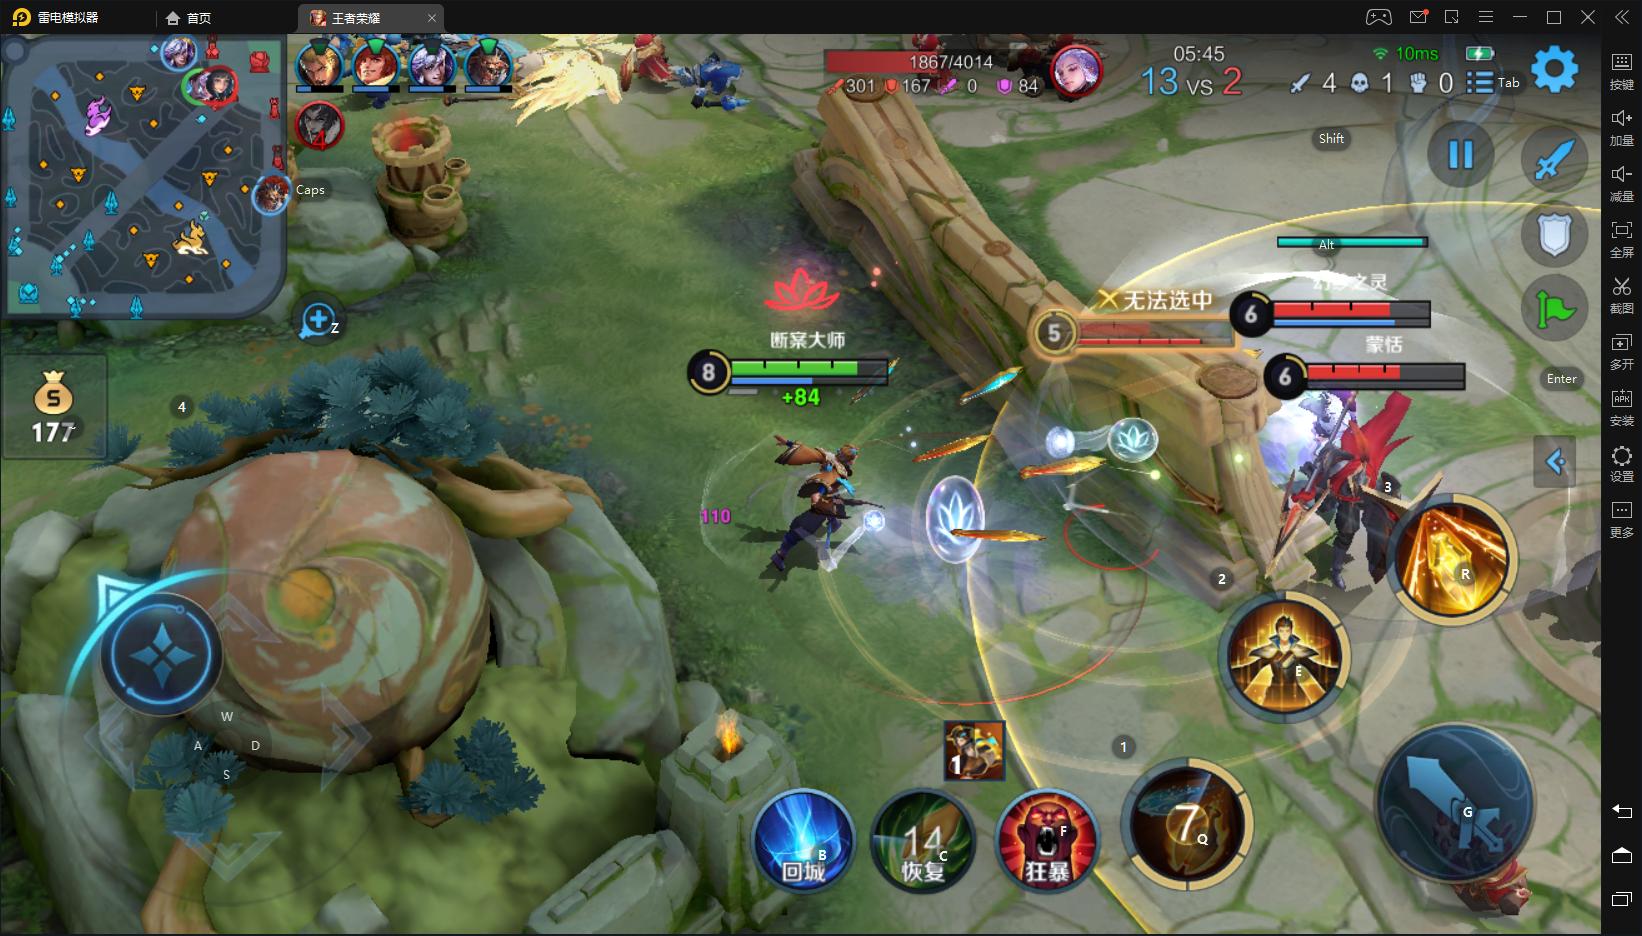 雷电模拟器
首页
王者荣耀
1867/4014
301 167 0 84
05:45
13 vs 2
10ms
4 1 0
Tab
Shift
Caps
4
Z
177
4
断案大师
8
+84
110
无法选中
5
Alt
6
蒙恬
6
Enter
3
R
2
E
1
W
A D
S
1
回城 B
14
恢复 C
狂暴 F
7
Q
G
按键
加量
减量
全屏
截图
多开
APK
安装
设置
更多